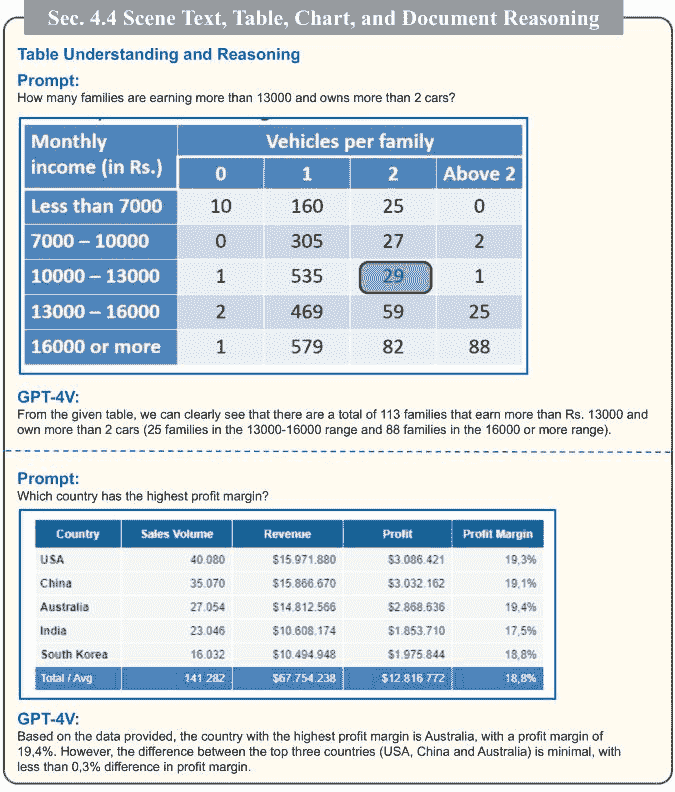 Sec. 4.4 Scene Text, Table, Chart, and Document Reasoning
Table Understanding and Reasoning
Prompt:
How many families are earning more than 13000 and owns more than 2 cars?
Monthly income (in Rs.) Vehicles per family
0 1 2 Above 2
Less than 7000 10 160 25 0
7000 – 10000 0 305 27 2
10000 – 13000 1 535 29 1
13000 – 16000 2 469 59 25
16000 or more 1 579 82 88
GPT-4V:
From the given table, we can clearly see that there are a total of 113 families that earn more than Rs. 13000 and
own more than 2 cars (25 families in the 13000-16000 range and 88 families in the 16000 or more range).
Prompt:
Which country has the highest profit margin?
Country Sales Volume Revenue Profit Profit Margin
USA 40.080 $15.971.880 $3.086.421 19,3%
China 35.070 $15.866.670 $3.032.162 19,1%
Australia 27.054 $14.812.566 $2.868.636 19,4%
India 23.046 $10.608.174 $1.853.710 17,5%
South Korea 16.032 $10.494.948 $1.975.844 18,8%
Total / Avg 141.282 $67.754.238 $12.816.772 18,8%
GPT-4V:
Based on the data provided, the country with the highest profit margin is Australia, with a profit margin of
19,4%. However, the difference between the top three countries (USA, China and Australia) is minimal, with
less than 0,3% difference in profit margin.